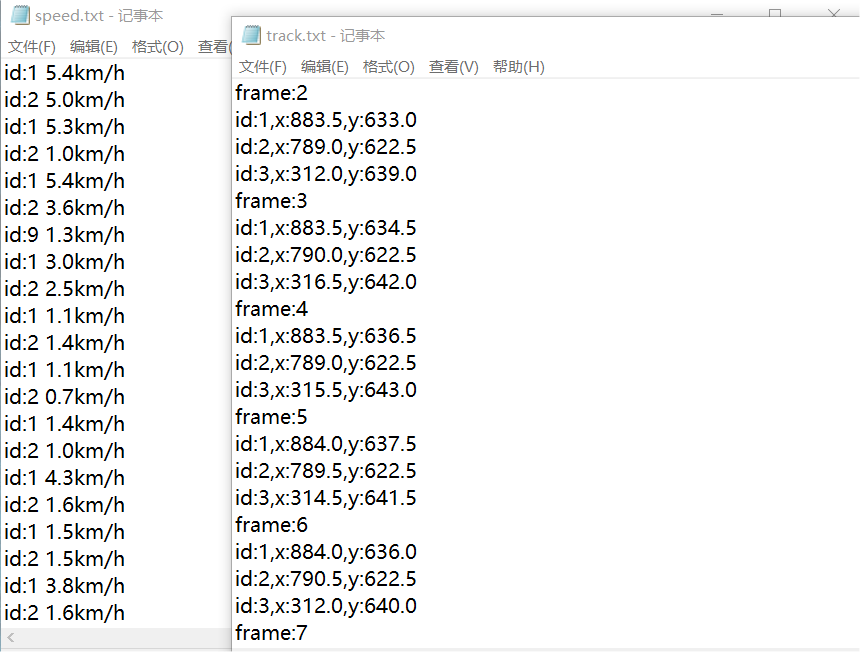 speed.txt - 记事本
文件(F) 编辑(E) 格式(O) 查看(
id:1 5.4km/h
id:2 5.0km/h
id:1 5.3km/h
id:2 1.0km/h
id:1 5.4km/h
id:2 3.6km/h
id:9 1.3km/h
id:1 3.0km/h
id:2 2.5km/h
id:1 1.1km/h
id:2 1.4km/h
id:1 1.1km/h
id:2 0.7km/h
id:1 1.4km/h
id:2 1.0km/h
id:1 4.3km/h
id:2 1.6km/h
id:1 1.5km/h
id:2 1.5km/h
id:1 3.8km/h
id:2 1.6km/h
track.txt - 记事本
文件(F) 编辑(E) 格式(O) 查看(V) 帮助(H)
frame:2
id:1,x:883.5,y:633.0
id:2,x:789.0,y:622.5
id:3,x:312.0,y:639.0
frame:3
id:1,x:883.5,y:634.5
id:2,x:790.0,y:622.5
id:3,x:316.5,y:642.0
frame:4
id:1,x:883.5,y:636.5
id:2,x:789.0,y:622.5
id:3,x:315.5,y:643.0
frame:5
id:1,x:884.0,y:637.5
id:2,x:789.5,y:622.5
id:3,x:314.5,y:641.5
frame:6
id:1,x:884.0,y:636.0
id:2,x:790.5,y:622.5
id:3,x:312.0,y:640.0
frame:7